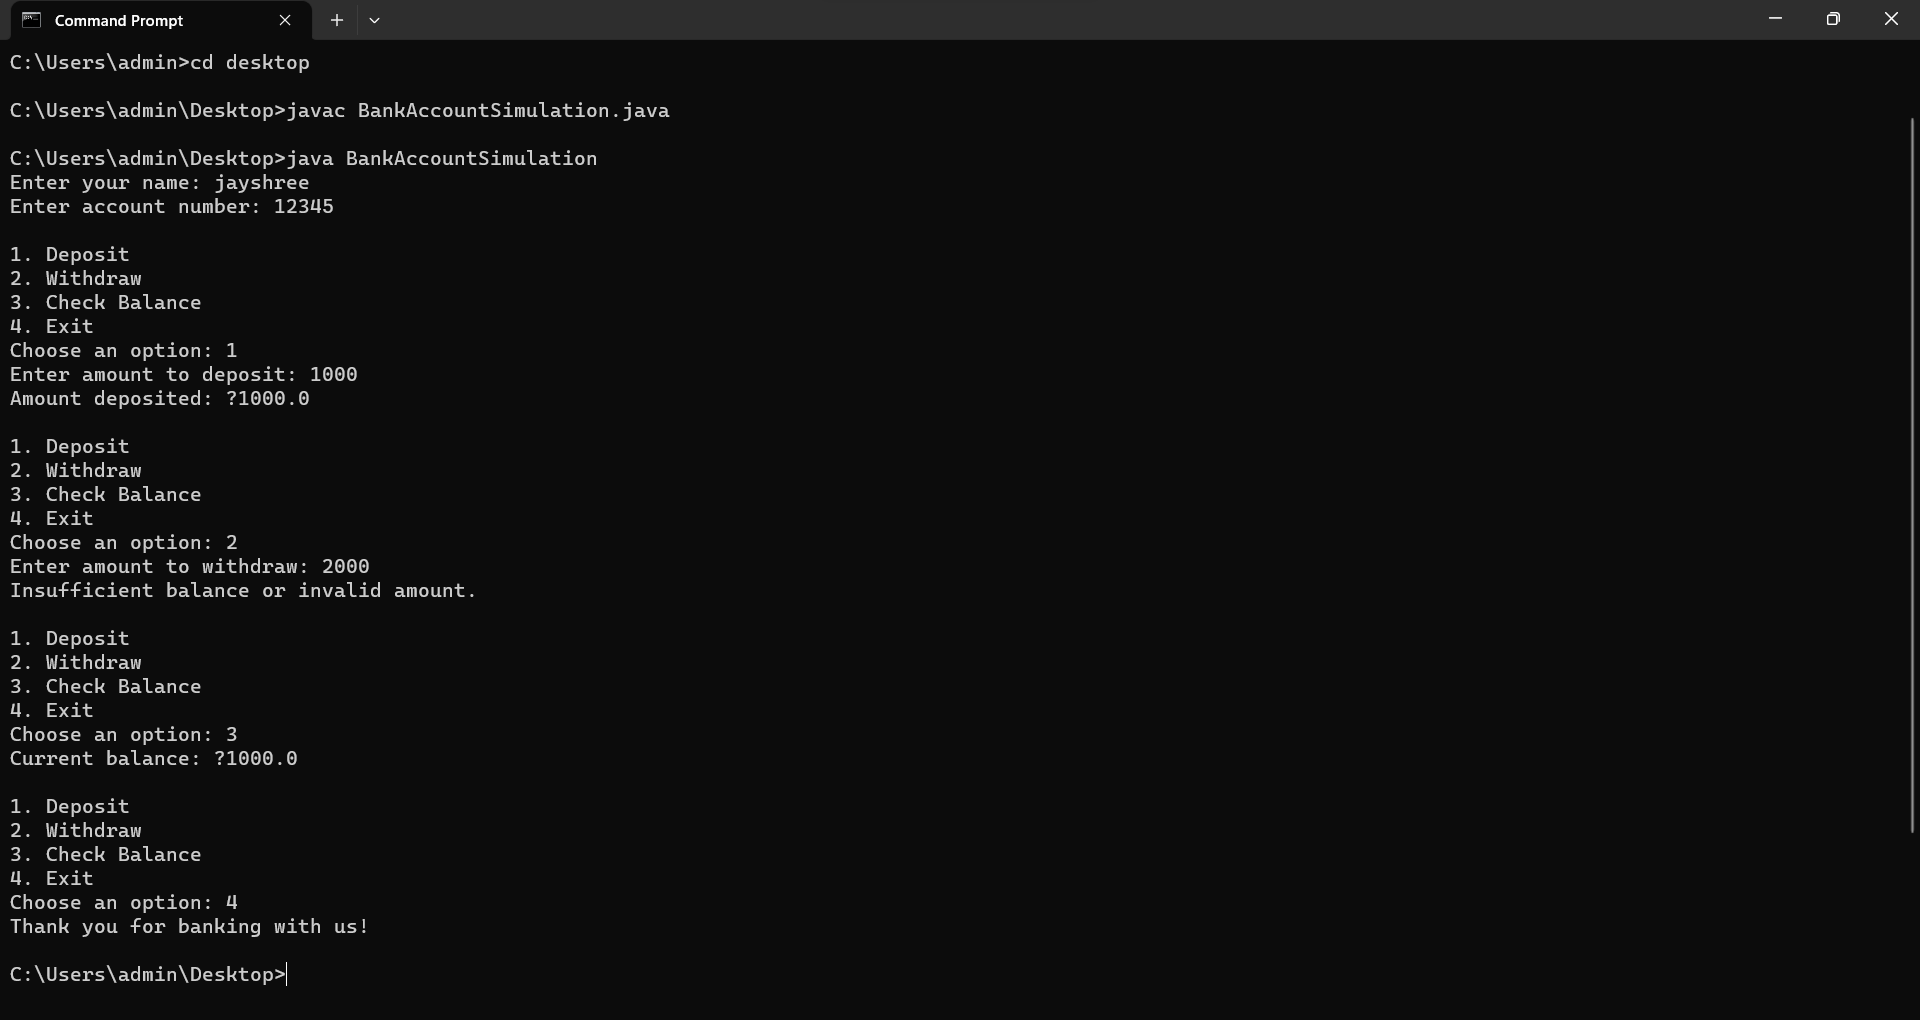 Command Prompt
C:\Users\admin>cd desktop
C:\Users\admin\Desktop>javac BankAccountSimulation.java
C:\Users\admin\Desktop>java BankAccountSimulation
Enter your name: jayshree
Enter account number: 12345
1. Deposit
2. Withdraw
3. Check Balance
4. Exit
Choose an option: 1
Enter amount to deposit: 1000
Amount deposited: ?1000.0
1. Deposit
2. Withdraw
3. Check Balance
4. Exit
Choose an option: 2
Enter amount to withdraw: 2000
Insufficient balance or invalid amount.
1. Deposit
2. Withdraw
3. Check Balance
4. Exit
Choose an option: 3
Current balance: ?1000.0
1. Deposit
2. Withdraw
3. Check Balance
4. Exit
Choose an option: 4
Thank you for banking with us!
C:\Users\admin\Desktop>